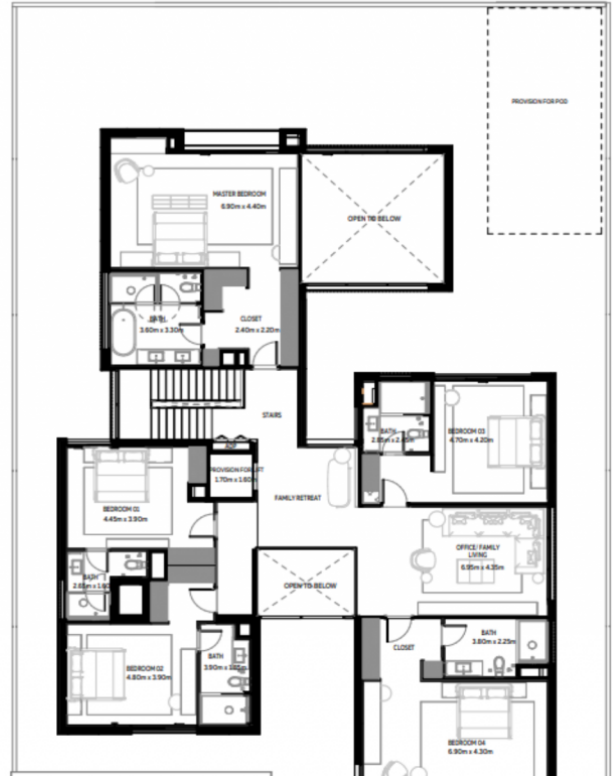 PROVISION FOR POD
MASTER BEDROOM
6.90m x 4.40m
OPEN TO BELOW
BATH
3.60m x 3.30m
CLOSET
2.40m x 2.20m
STAIRS
BATH
BEDROOM 03
4.70m x 4.20m
PROVISION FOR LIFT
1.70m x 1.60m
BEDROOM 01
4.45m x 3.90m
FAMILY RETREAT
OFFICE/ FAMILY
LIVING
6.95m x 4.35m
BATH
OPEN TO BELOW
BATH
3.80m x 2.25m
CLOSET
BATH
BEDROOM 02
4.80m x 3.90m
BEDROOM 04
6.90m x 4.30m